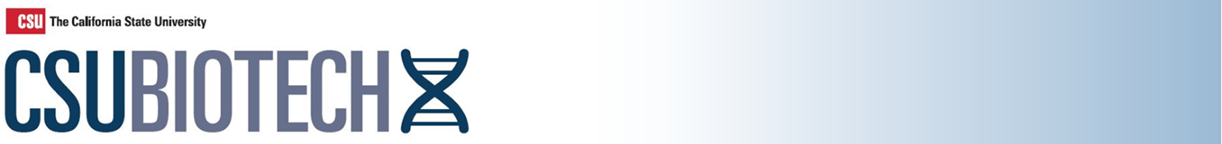 CSU The California State University
CSUBIOTECH